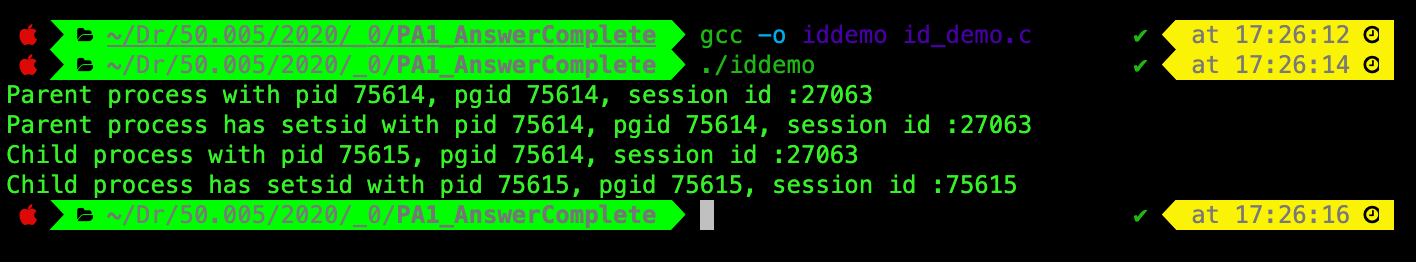 ~/Dr/50.005/2020/_0/PA1_AnswerComplete gcc -o iddemo id_demo.c ✔ at 17:26:12
~/Dr/50.005/2020/_0/PA1_AnswerComplete ./iddemo ✔ at 17:26:14
Parent process with pid 75614, pgid 75614, session id :27063
Parent process has setsid with pid 75614, pgid 75614, session id :27063
Child process with pid 75615, pgid 75614, session id :27063
Child process has setsid with pid 75615, pgid 75615, session id :75615
~/Dr/50.005/2020/_0/PA1_AnswerComplete ✔ at 17:26:16